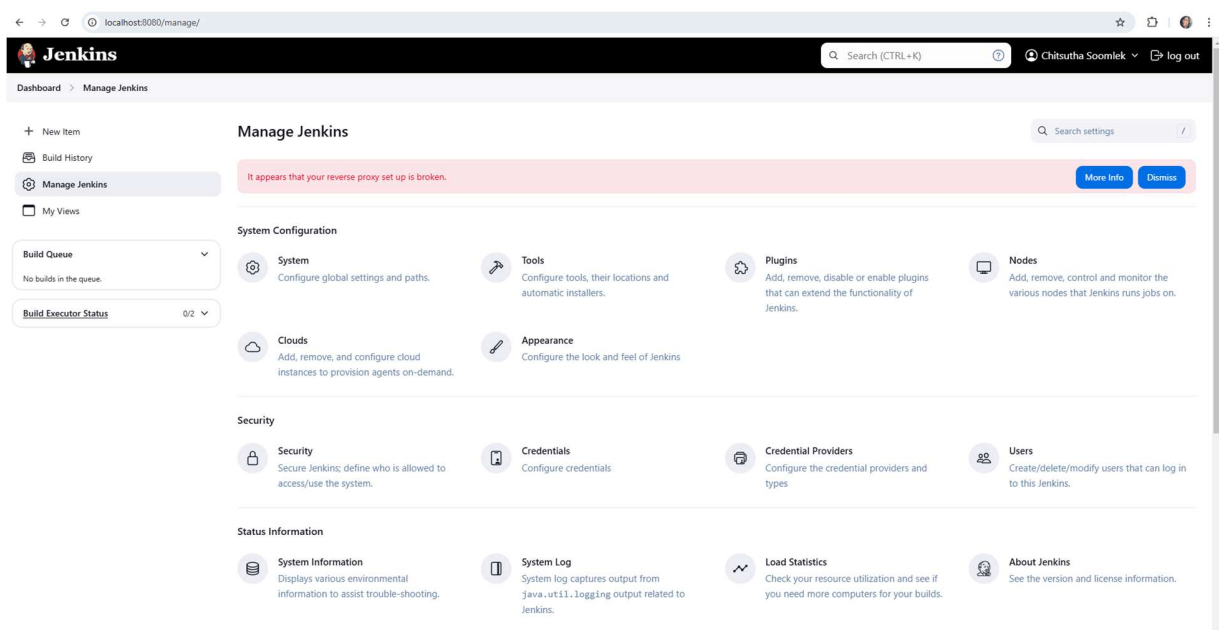 localhost:8080/manage/
Jenkins
Search (CTRL+K)
Chitsutha Soomlek
log out
Dashboard > Manage Jenkins
New Item
Build History
Manage Jenkins
My Views
Build Queue
No builds in the queue.
Build Executor Status 0/2
Manage Jenkins
Search settings /
It appears that your reverse proxy set up is broken.
More Info
Dismiss
System Configuration
System
Configure global settings and paths.
Tools
Configure tools, their locations and
automatic installers.
Plugins
Add, remove, disable or enable plugins
that can extend the functionality of
Jenkins.
Nodes
Add, remove, control and monitor the
various nodes that Jenkins runs jobs on.
Clouds
Add, remove, and configure cloud
instances to provision agents on-demand.
Appearance
Configure the look and feel of Jenkins
Security
Security
Secure Jenkins; define who is allowed to
access/use the system.
Credentials
Configure credentials
Credential Providers
Configure the credential providers and
types
Users
Create/delete/modify users that can log in
to this Jenkins.
Status Information
System Information
Displays various environmental
information to assist trouble-shooting.
System Log
System log captures output from
java.util.logging output related to
Jenkins.
Load Statistics
Check your resource utilization and see if
you need more computers for your builds.
About Jenkins
See the version and license information.